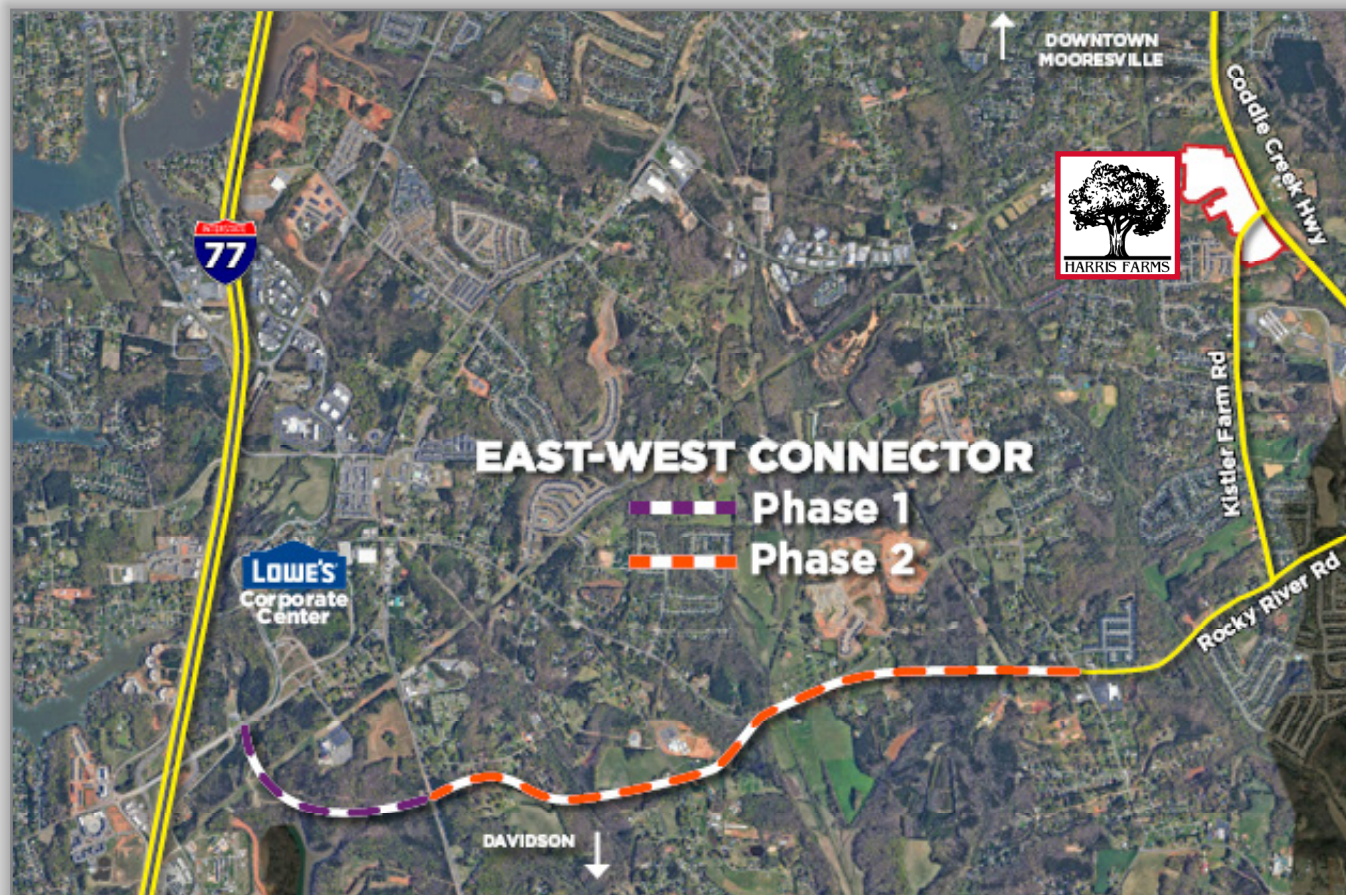 DOWNTOWN
MOORESVILLE
Coddle Creek Hwy
HARRIS FARMS
INTERSTATE
77
Kistler Farm Rd
EAST-WEST CONNECTOR
Phase 1
Phase 2
LOWE'S
Corporate
Center
Rocky River Rd
DAVIDSON